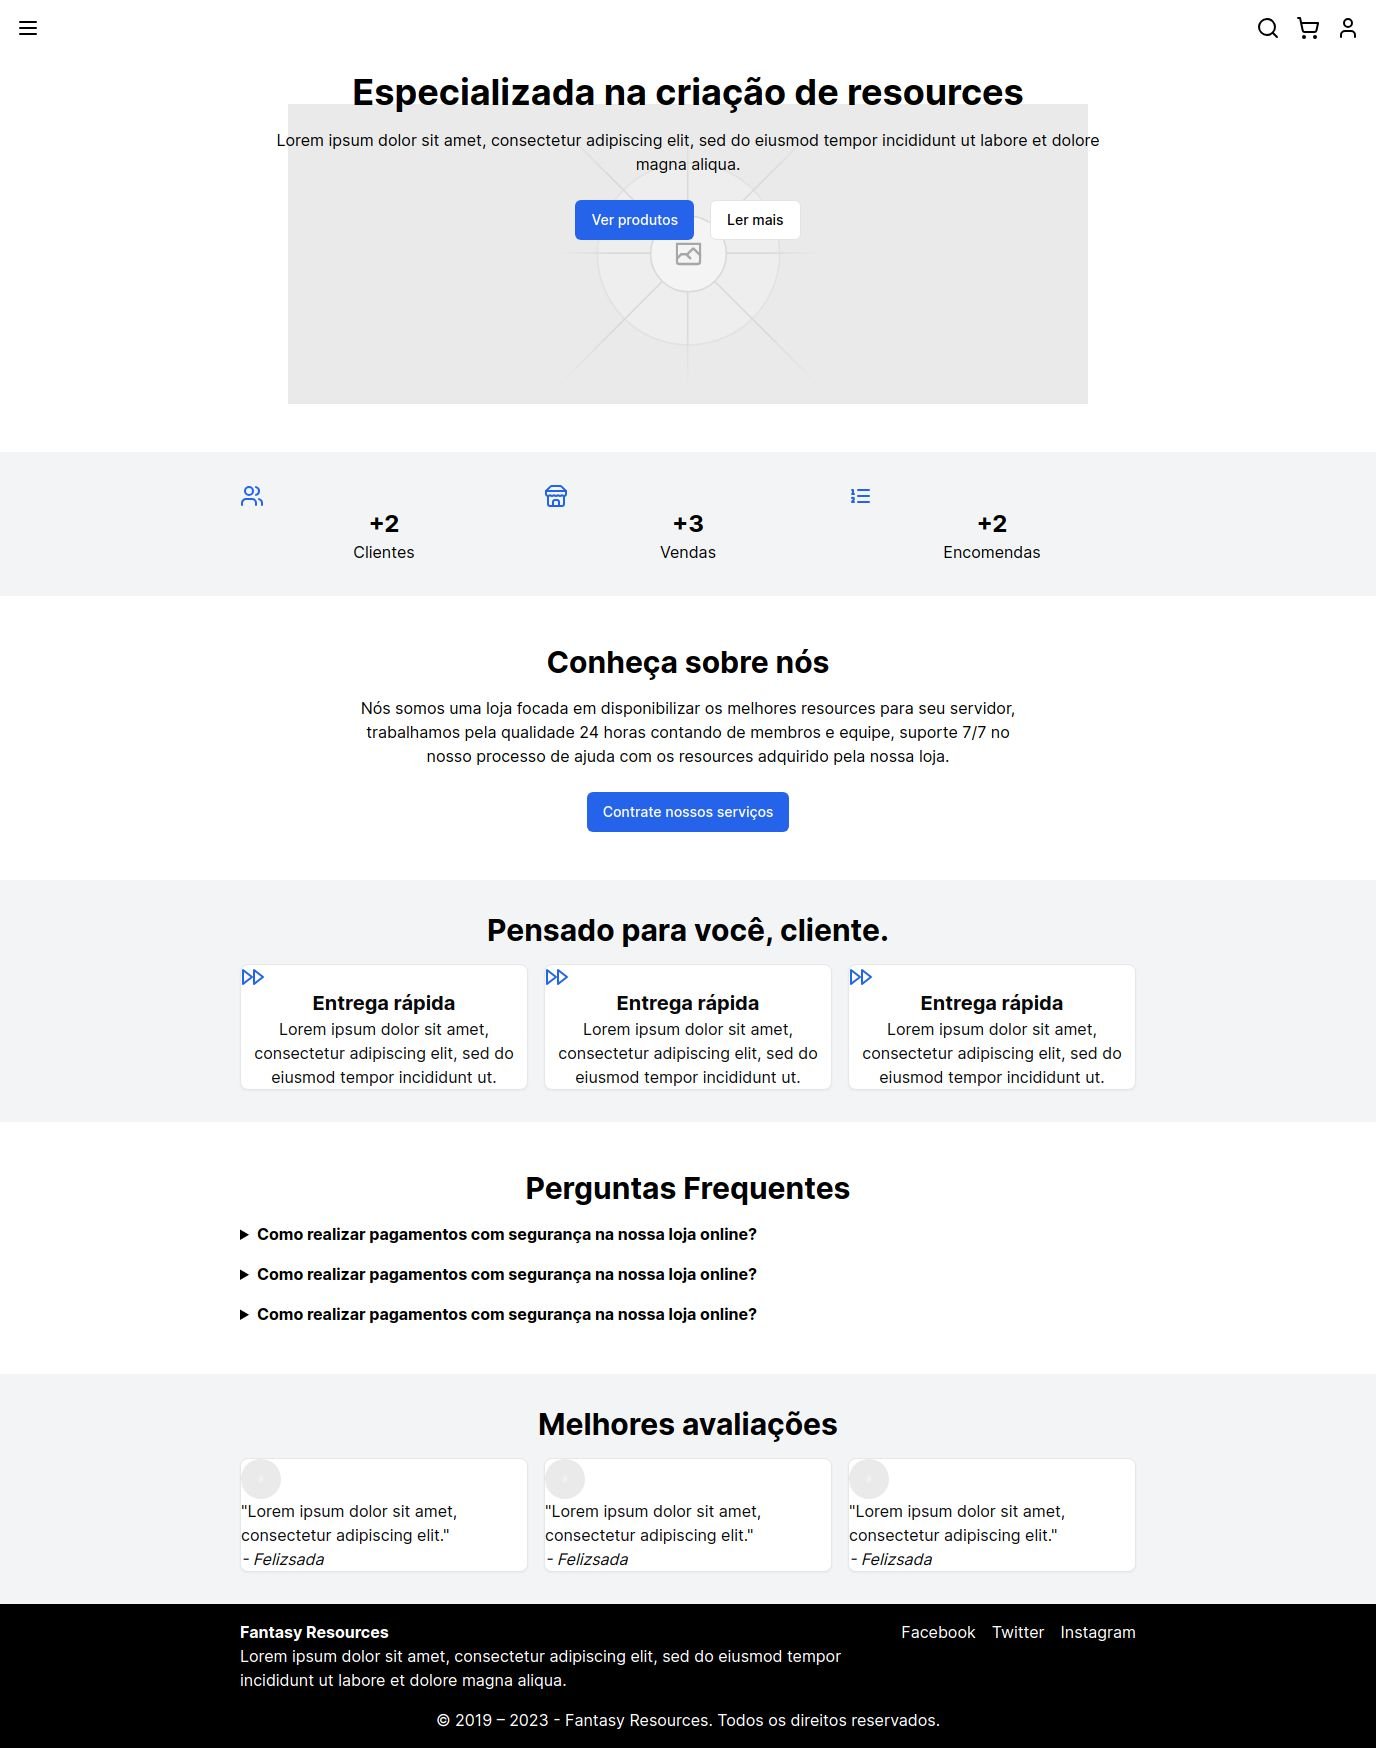 Especializada na criação de resources
Lorem ipsum dolor sit amet, consectetur adipiscing elit, sed do eiusmod tempor incididunt ut labore et dolore
magna aliqua.
Ver produtos
Ler mais
+2
Clientes
+3
Vendas
+2
Encomendas
Conheça sobre nós
Nós somos uma loja focada em disponibilizar os melhores resources para seu servidor,
trabalhamos pela qualidade 24 horas contando de membros e equipe, suporte 7/7 no
nosso processo de ajuda com os resources adquirido pela nossa loja.
Contrate nossos serviços
Pensado para você, cliente.
Entrega rápida
Lorem ipsum dolor sit amet,
consectetur adipiscing elit, sed do
eiusmod tempor incididunt ut.
Entrega rápida
Lorem ipsum dolor sit amet,
consectetur adipiscing elit, sed do
eiusmod tempor incididunt ut.
Entrega rápida
Lorem ipsum dolor sit amet,
consectetur adipiscing elit, sed do
eiusmod tempor incididunt ut.
Perguntas Frequentes
Como realizar pagamentos com segurança na nossa loja online?
Como realizar pagamentos com segurança na nossa loja online?
Como realizar pagamentos com segurança na nossa loja online?
Melhores avaliações
"Lorem ipsum dolor sit amet,
consectetur adipiscing elit."
- Felizsada
"Lorem ipsum dolor sit amet,
consectetur adipiscing elit."
- Felizsada
"Lorem ipsum dolor sit amet,
consectetur adipiscing elit."
- Felizsada
Fantasy Resources
Lorem ipsum dolor sit amet, consectetur adipiscing elit, sed do eiusmod tempor
incididunt ut labore et dolore magna aliqua.
Facebook Twitter Instagram
© 2019 – 2023 - Fantasy Resources. Todos os direitos reservados.